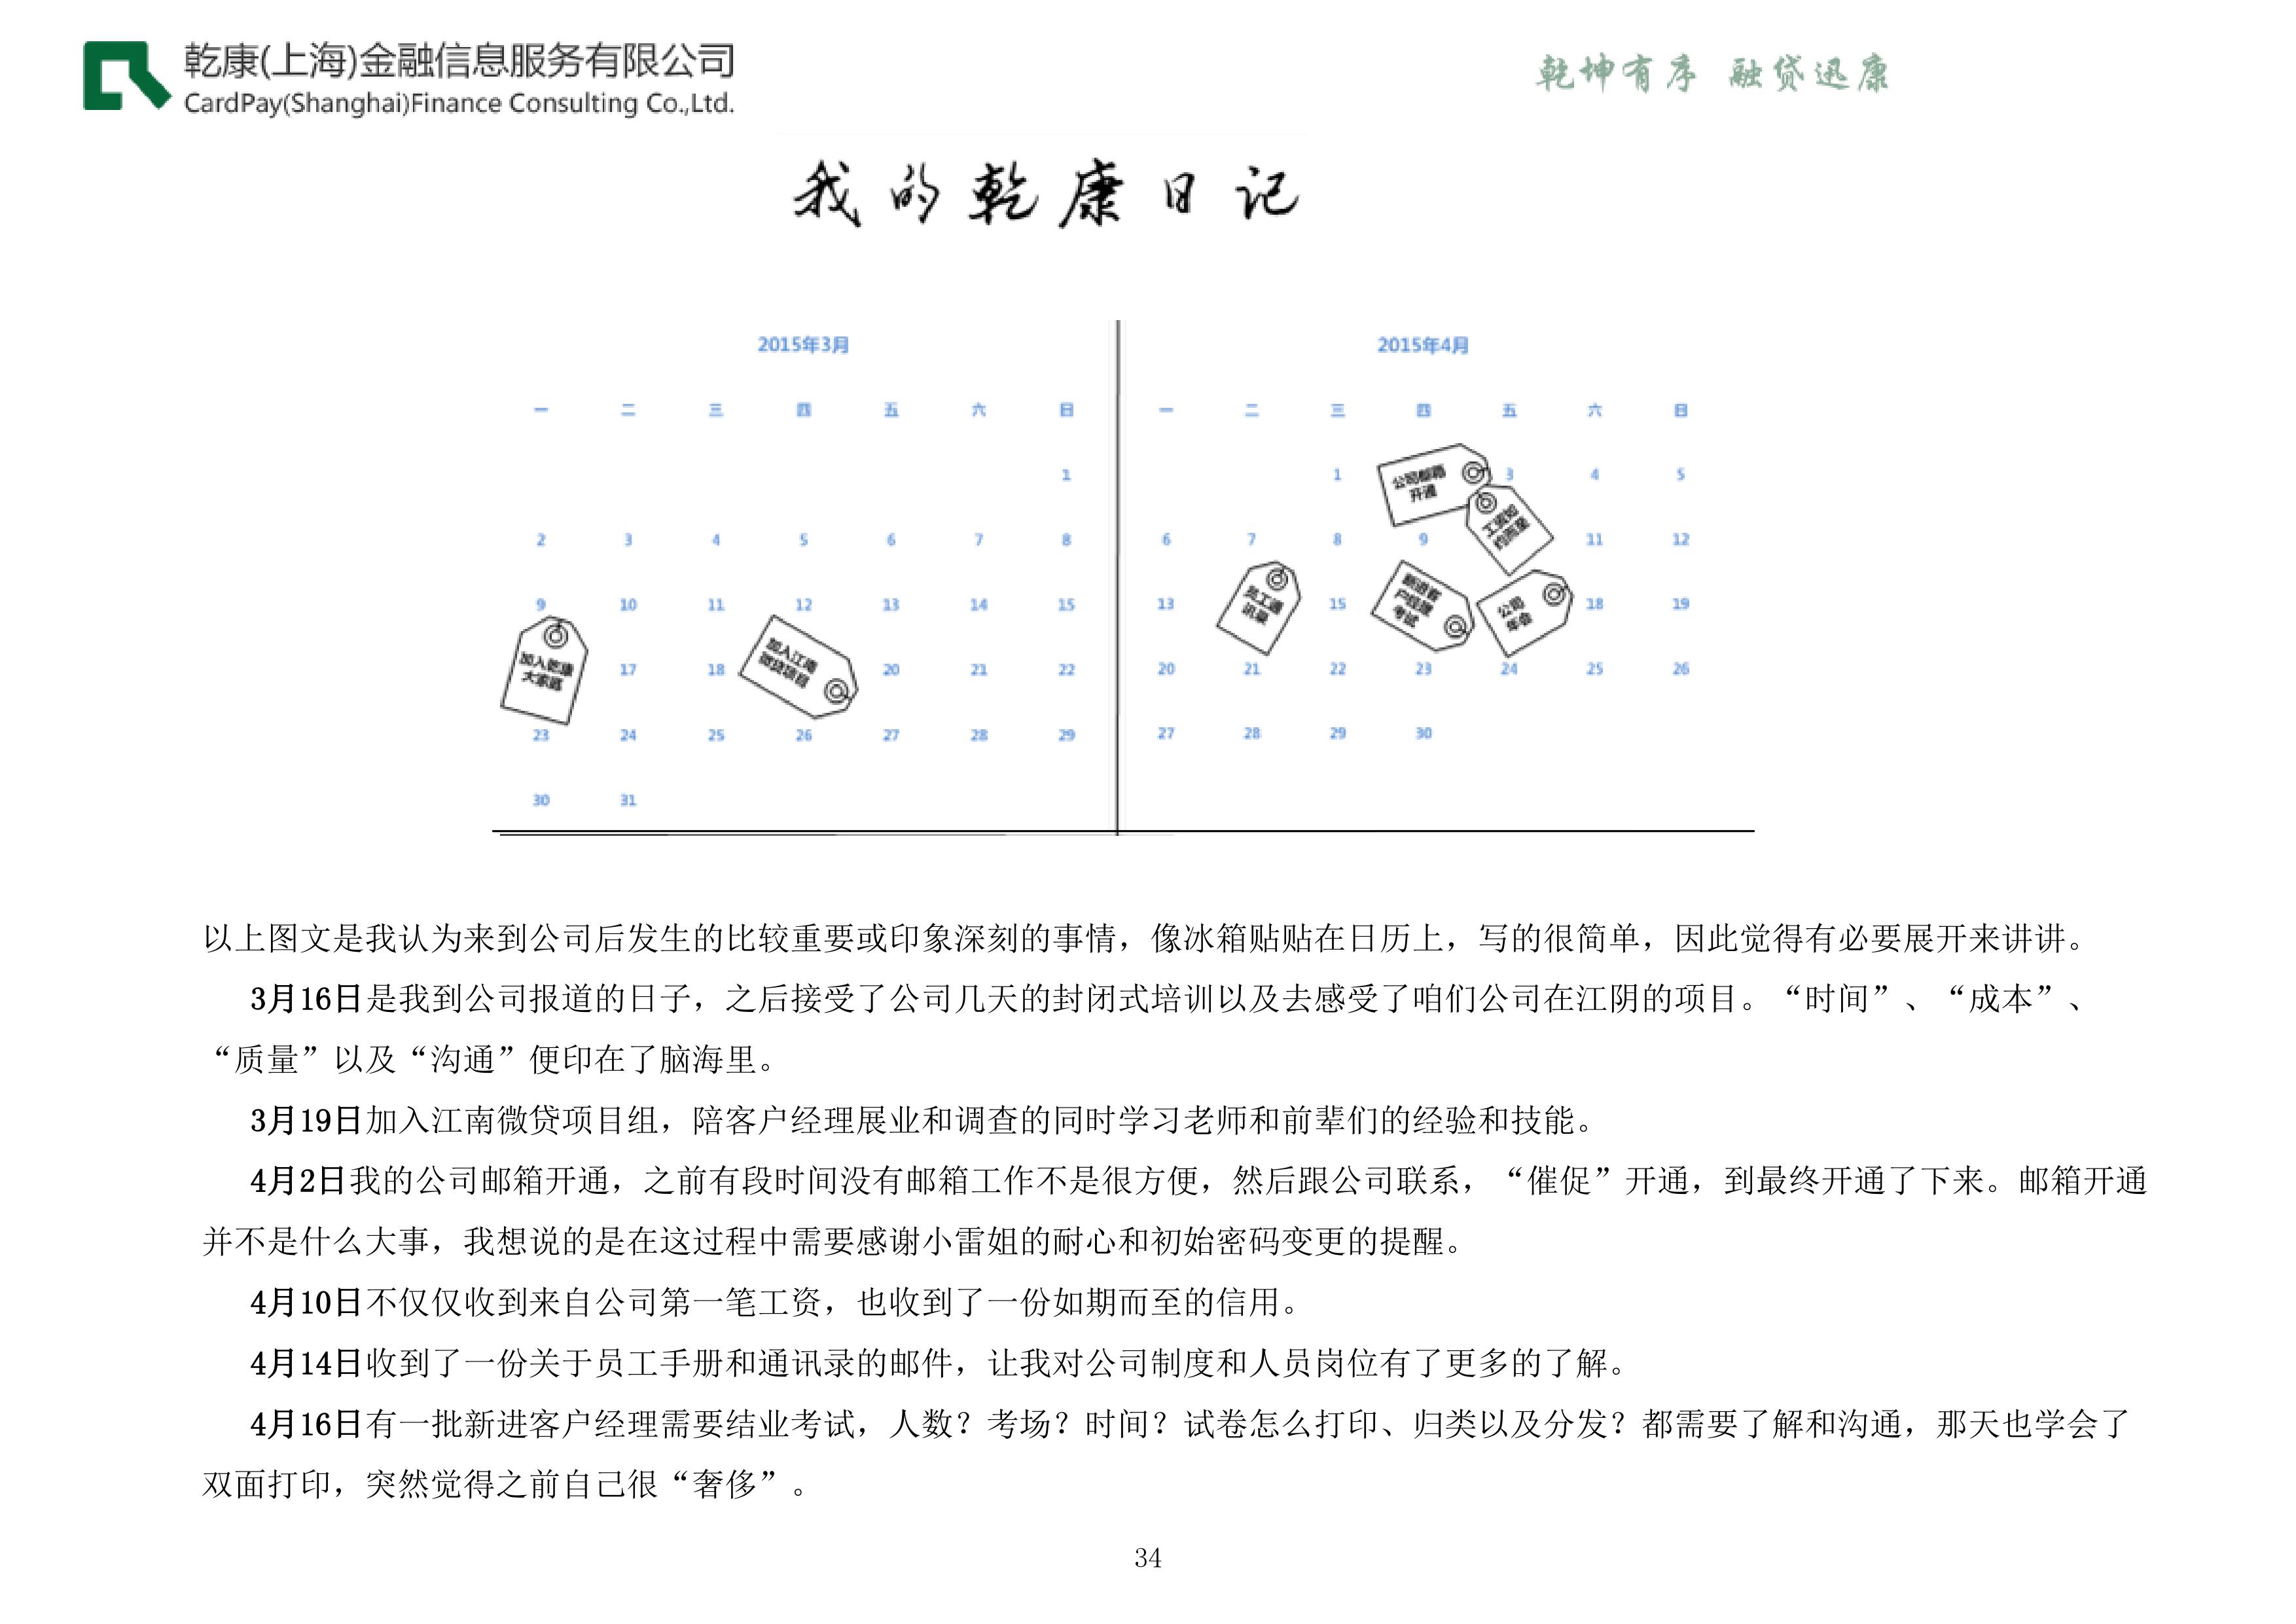 乾康(上海)金融信息服务有限公司
CardPay(Shanghai)Finance Consulting Co.,Ltd.
乾坤有序 融贷迅康
我的乾康日记
2015年3月
一 二 三 四 五 六 日
1
2 3 4 5 6 7 8
9 10 11 12 13 14 15
加入乾康
大家庭
17 18
加入江南
微贷项目
20 21 22
23 24 25 26 27 28 29
30 31
2015年4月
一 二 三 四 五 六 日
1
公司邮箱
开通
3 4 5
6 7 8 9
工资如
约而至
11 12
13
员工通
讯录
15
新进客
户经理
考试
公司
年会
18 19
20 21 22 23 24 25 26
27 28 29 30
以上图文是我认为来到公司后发生的比较重要或印象深刻的事情，像冰箱贴贴在日历上，写的很简单，因此觉得有必要展开来讲讲。
3月16日是我到公司报道的日子，之后接受了公司几天的封闭式培训以及去感受了咱们公司在江阴的项目。“时间”、“成本”、
“质量”以及“沟通”便印在了脑海里。
3月19日加入江南微贷项目组，陪客户经理展业和调查的同时学习老师和前辈们的经验和技能。
4月2日我的公司邮箱开通，之前有段时间没有邮箱工作不是很方便，然后跟公司联系，“催促”开通，到最终开通了下来。邮箱开通
并不是什么大事，我想说的是在这过程中需要感谢小雷姐的耐心和初始密码变更的提醒。
4月10日不仅仅收到来自公司第一笔工资，也收到了一份如期而至的信用。
4月14日收到了一份关于员工手册和通讯录的邮件，让我对公司制度和人员岗位有了更多的了解。
4月16日有一批新进客户经理需要结业考试，人数？考场？时间？试卷怎么打印、归类以及分发？都需要了解和沟通，那天也学会了
双面打印，突然觉得之前自己很“奢侈”。
34